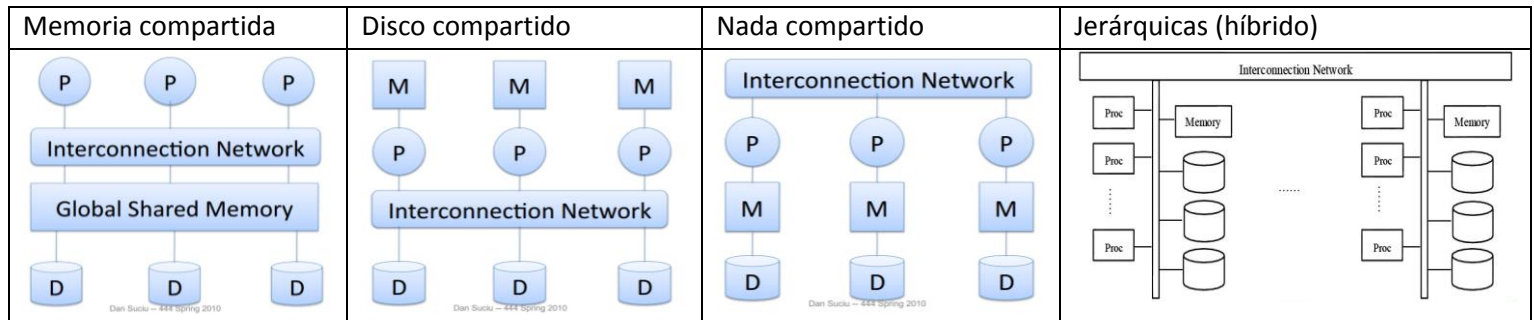 Memoria compartida
Disco compartido
Nada compartido
Jerárquicas (híbrido)
P P P
Interconnection Network
Global Shared Memory
D D D
Dan Suciu -- 444 Spring 2010
M M M
P P P
Interconnection Network
D D D
Dan Suciu -- 444 Spring 2010
Interconnection Network
P P P
M M M
D D D
Dan Suciu -- 444 Spring 2010
Interconnection Network
Proc
Memory
Proc
Proc
......
Proc
Memory
Proc
Proc